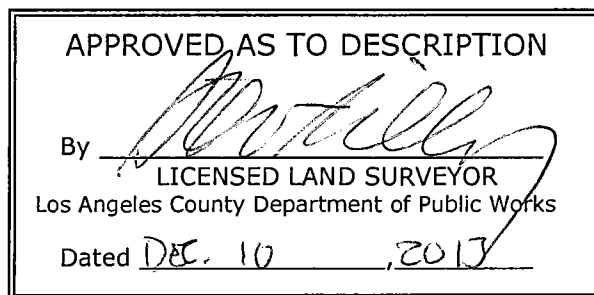 APPROVED AS TO DESCRIPTION
By
LICENSED LAND SURVEYOR
Los Angeles County Department of Public Works
Dated DEC. 10 ,2013